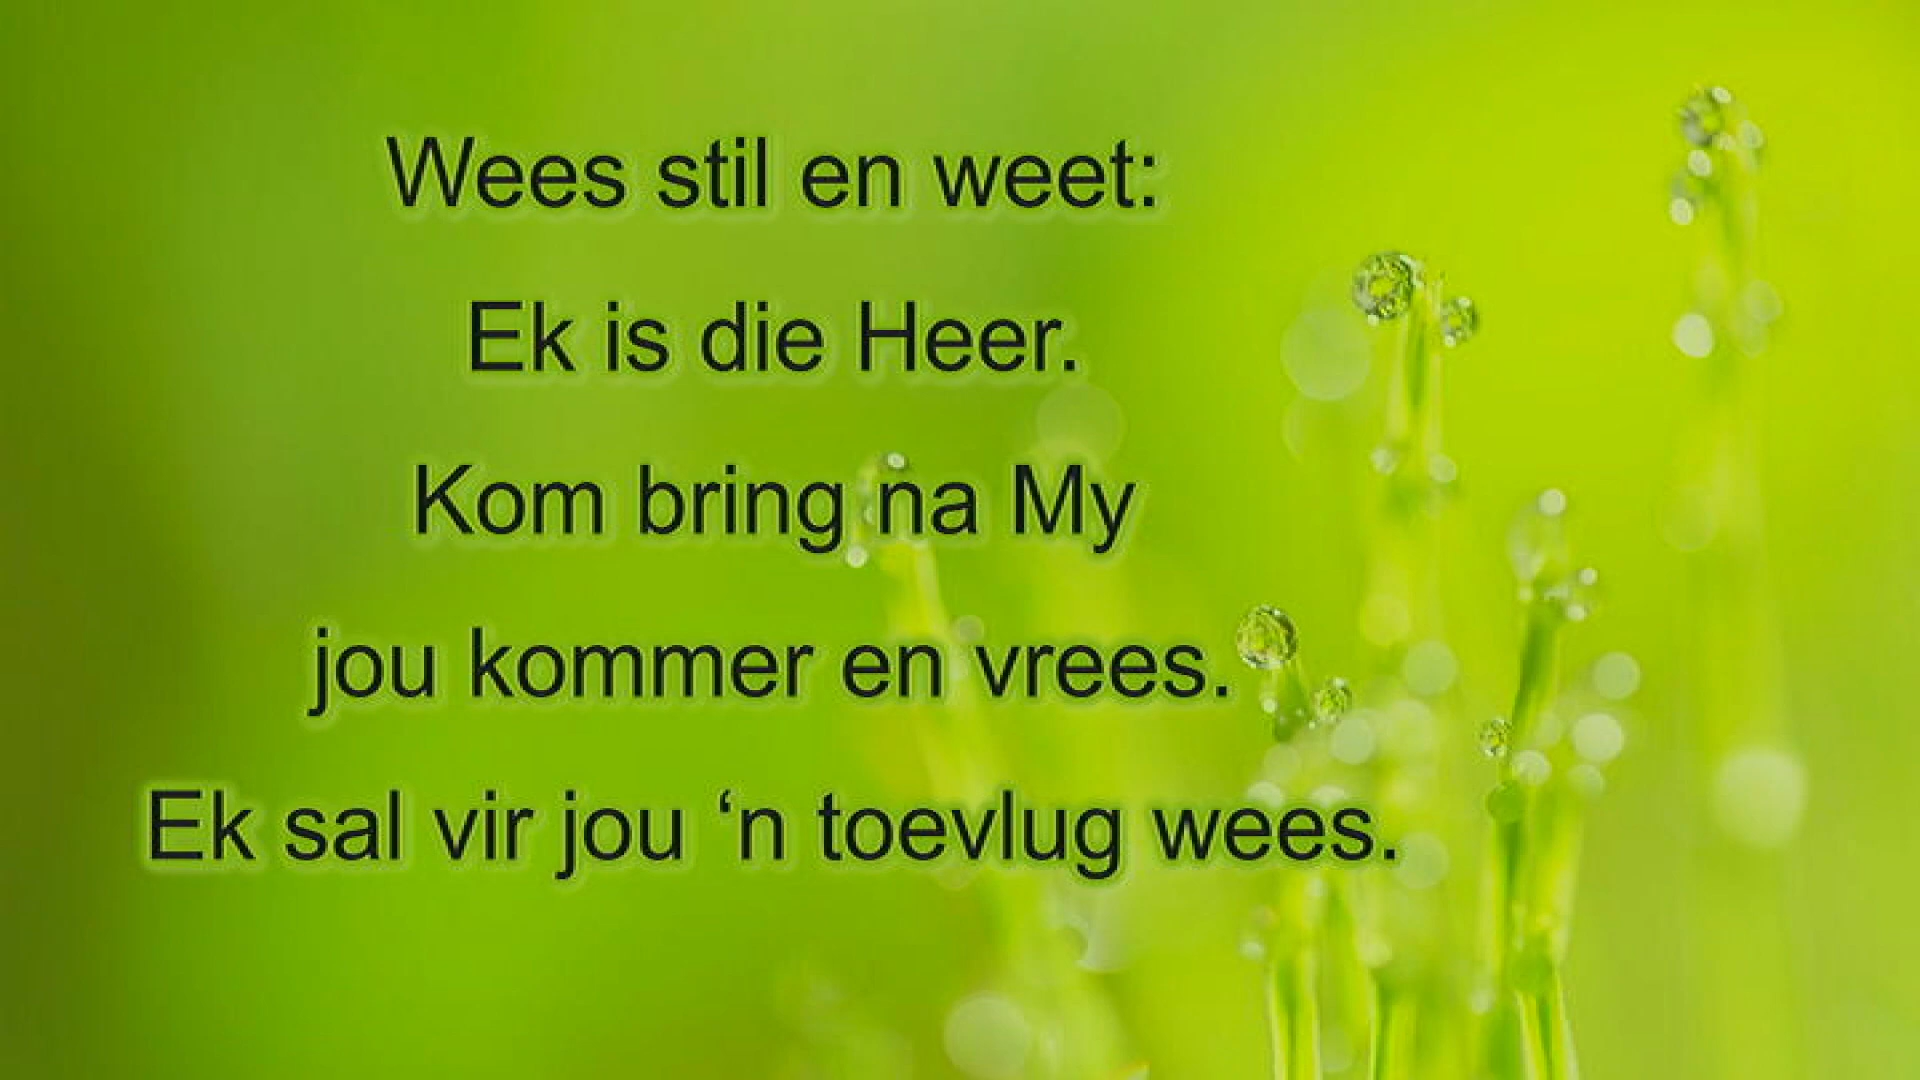 Wees stil en weet:
Ek is die Heer.
Kom bring na My
jou kommer en vrees.
Ek sal vir jou ‘n toevlug wees.